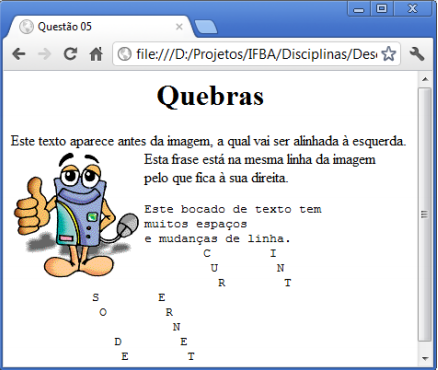 Questão 05
file:///D:/Projetos/IFBA/Disciplinas/Des
Quebras
Este texto aparece antes da imagem, a qual vai ser alinhada à esquerda.
Esta frase está na mesma linha da imagem
pelo que fica à sua direita.
Este bocado de texto tem
muitos espaços
e mudanças de linha.
C I
U N
R T
S E
O R
N
D E
E T